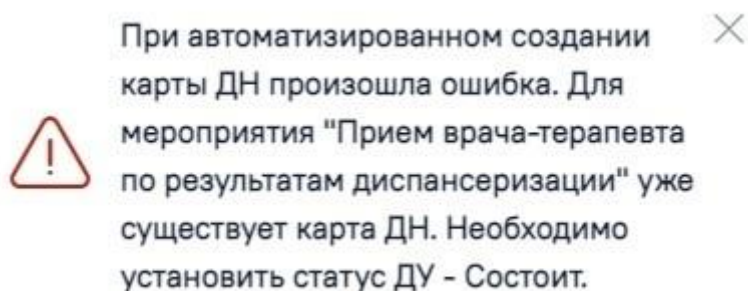 При автоматизированном создании
карты ДН произошла ошибка. Для
мероприятия "Прием врача-терапевта
по результатам диспансеризации" уже
существует карта ДН. Необходимо
установить статус ДУ - Состоит.